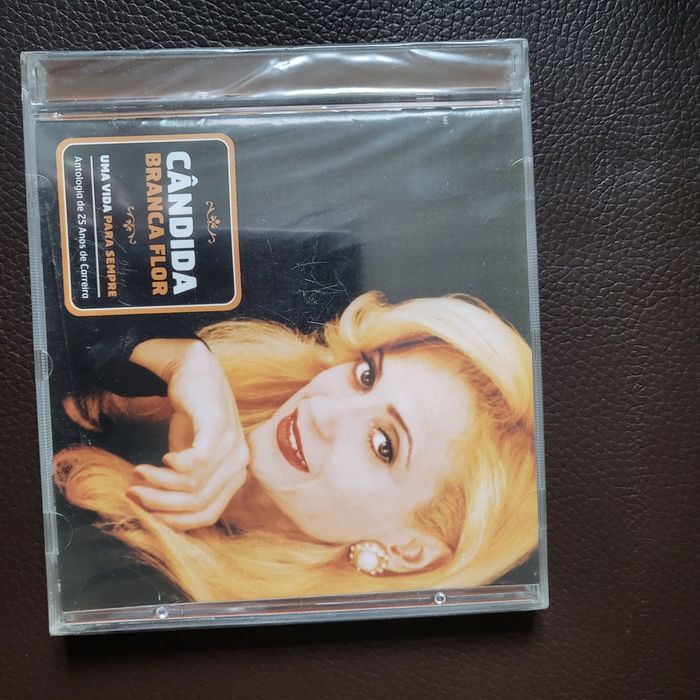 CÂNDIDA
BRANCA FLOR
UMA VIDA PARA SEMPRE
Antologia de 25 Anos de Carreira